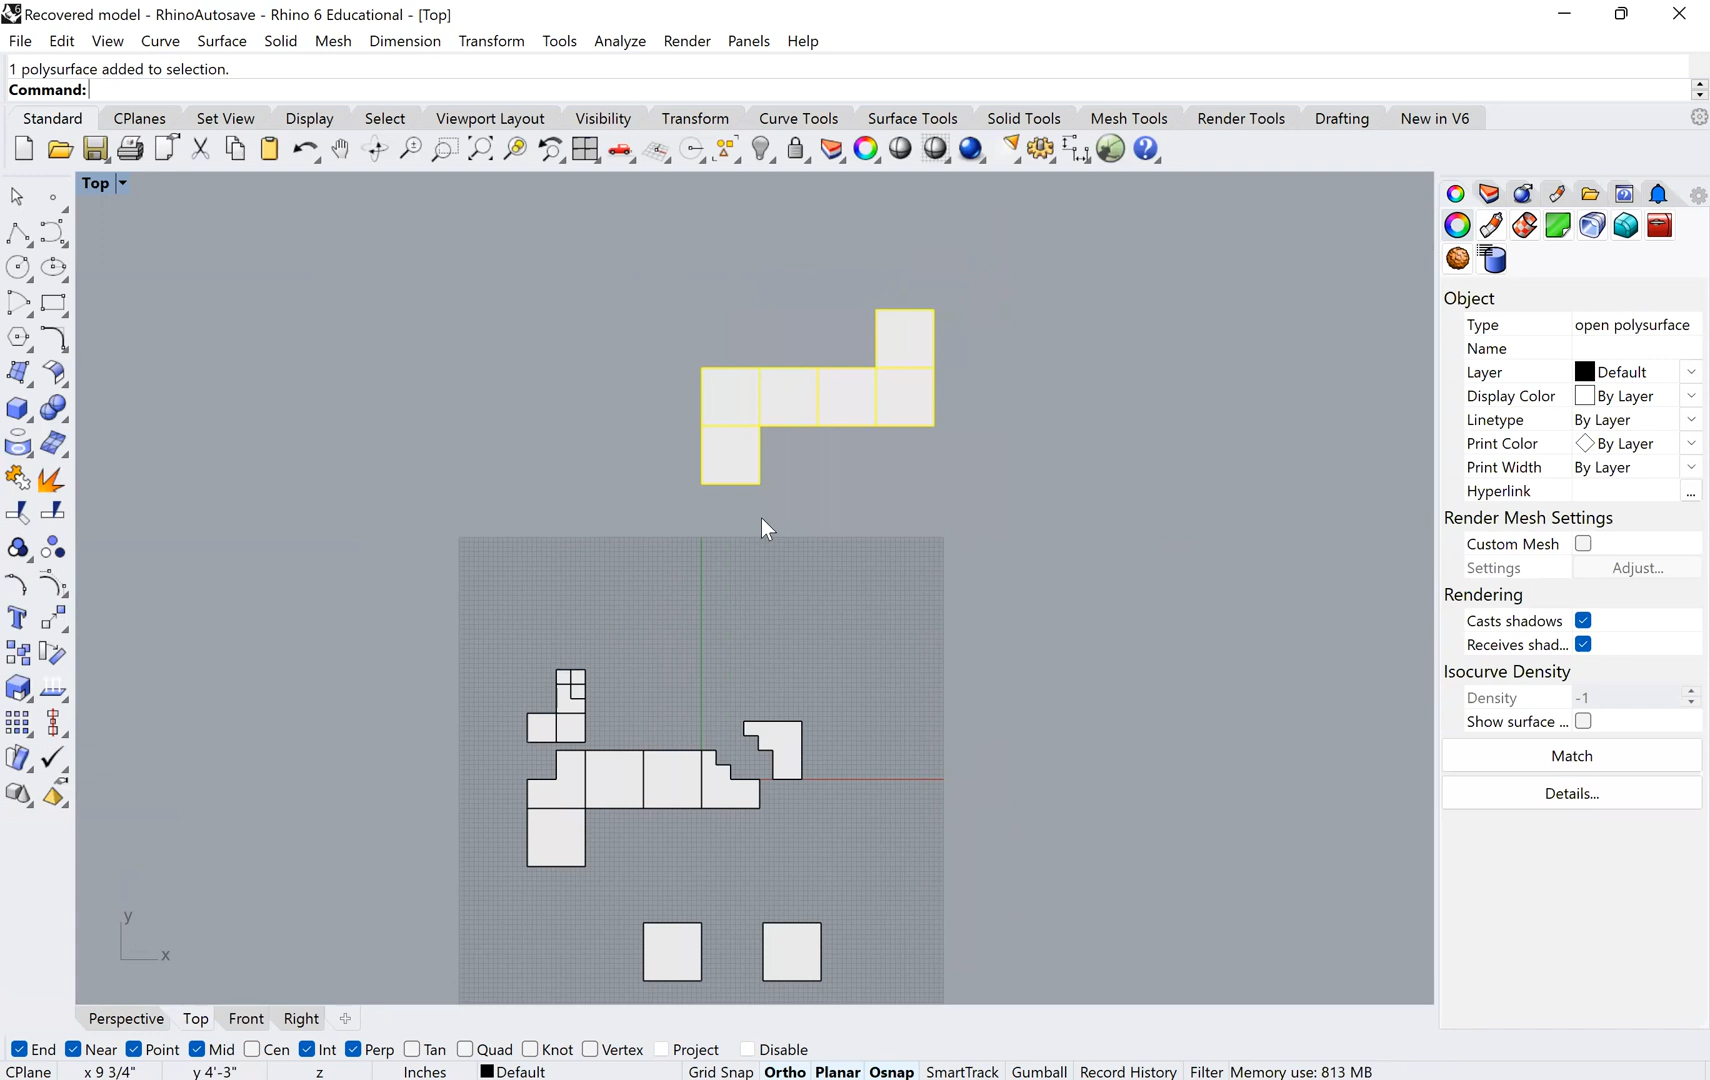 Recovered model - RhinoAutosave - Rhino 6 Educational - [Top]
File Edit View Curve Surface Solid Mesh Dimension Transform Tools Analyze Render Panels Help
1 polysurface added to selection.
Command:
Standard CPlanes Set View Display Select Viewport Layout Visibility Transform Curve Tools Surface Tools Solid Tools Mesh Tools Render Tools Drafting New in V6
Top
Object
Type open polysurface
Name
Layer Default
Display Color By Layer
Linetype By Layer
Print Color By Layer
Print Width By Layer
Hyperlink ...
Render Mesh Settings
Custom Mesh
Settings Adjust...
Rendering
Casts shadows
Receives shad...
Isocurve Density
Density -1
Show surface ...
Match
Details...
y
x
Perspective Top Front Right
End Near Point Mid Cen Int Perp Tan Quad Knot Vertex Project Disable
CPlane x 9 3/4" y 4'-3" z Inches Default Grid Snap Ortho Planar Osnap SmartTrack Gumball Record History Filter Memory use: 813 MB